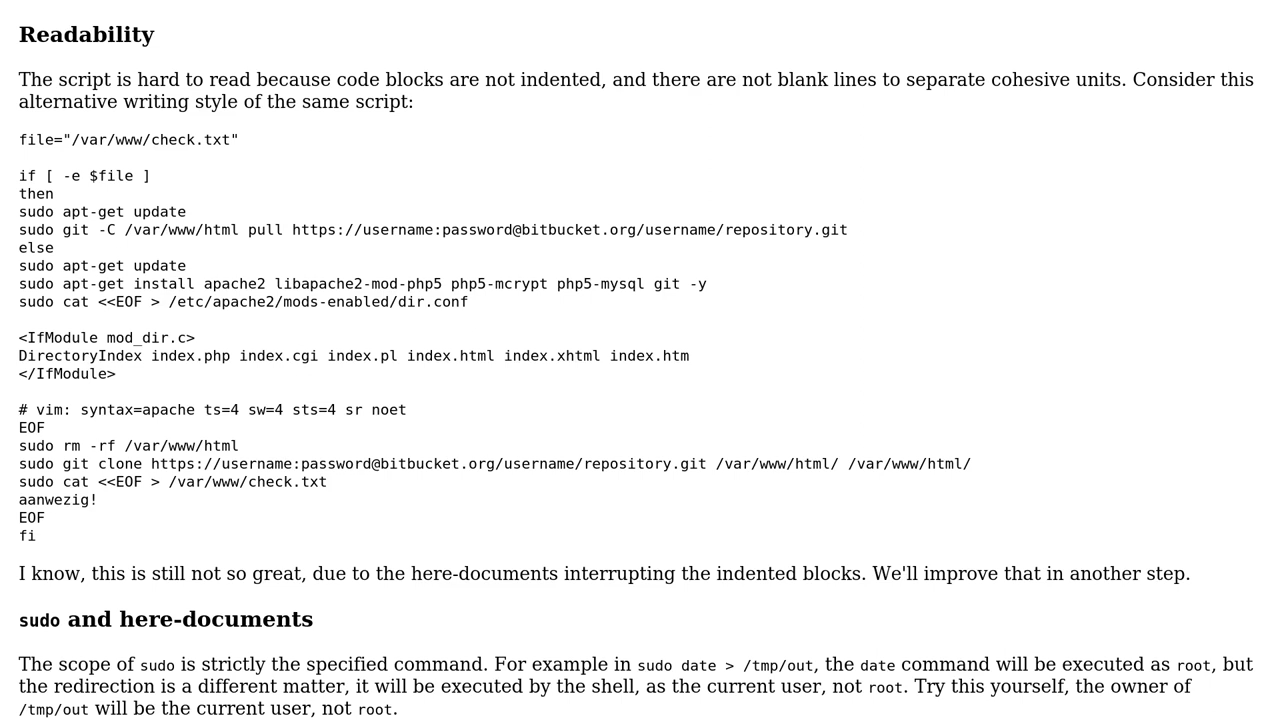 Readability
The script is hard to read because code blocks are not indented, and there are not blank lines to separate cohesive units. Consider this
alternative writing style of the same script:
file="/var/www/check.txt"
if [ -e $file ]
then
sudo apt-get update
sudo git -C /var/www/html pull https://username:password@bitbucket.org/username/repository.git
else
sudo apt-get update
sudo apt-get install apache2 libapache2-mod-php5 php5-mcrypt php5-mysql git -y
sudo cat <<EOF > /etc/apache2/mods-enabled/dir.conf
<IfModule mod_dir.c>
DirectoryIndex index.php index.cgi index.pl index.html index.xhtml index.htm
</IfModule>
# vim: syntax=apache ts=4 sw=4 sts=4 sr noet
EOF
sudo rm -rf /var/www/html
sudo git clone https://username:password@bitbucket.org/username/repository.git /var/www/html/ /var/www/html/
sudo cat <<EOF > /var/www/check.txt
aanwezig!
EOF
fi
I know, this is still not so great, due to the here-documents interrupting the indented blocks. We'll improve that in another step.
sudo and here-documents
The scope of sudo is strictly the specified command. For example in sudo date > /tmp/out, the date command will be executed as root, but
the redirection is a different matter, it will be executed by the shell, as the current user, not root. Try this yourself, the owner of
/tmp/out will be the current user, not root.